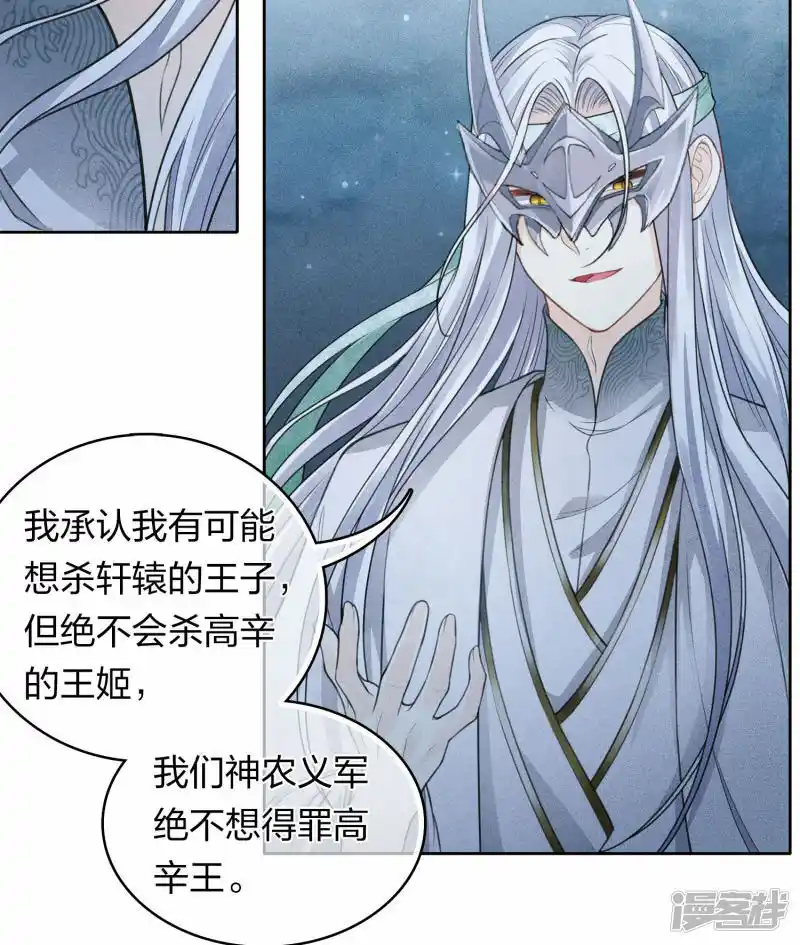 我承认我有可能
想杀轩辕的王子，
但绝不会杀高辛
的王姬，
我们神农义军
绝不想得罪高
辛王。
漫客栈